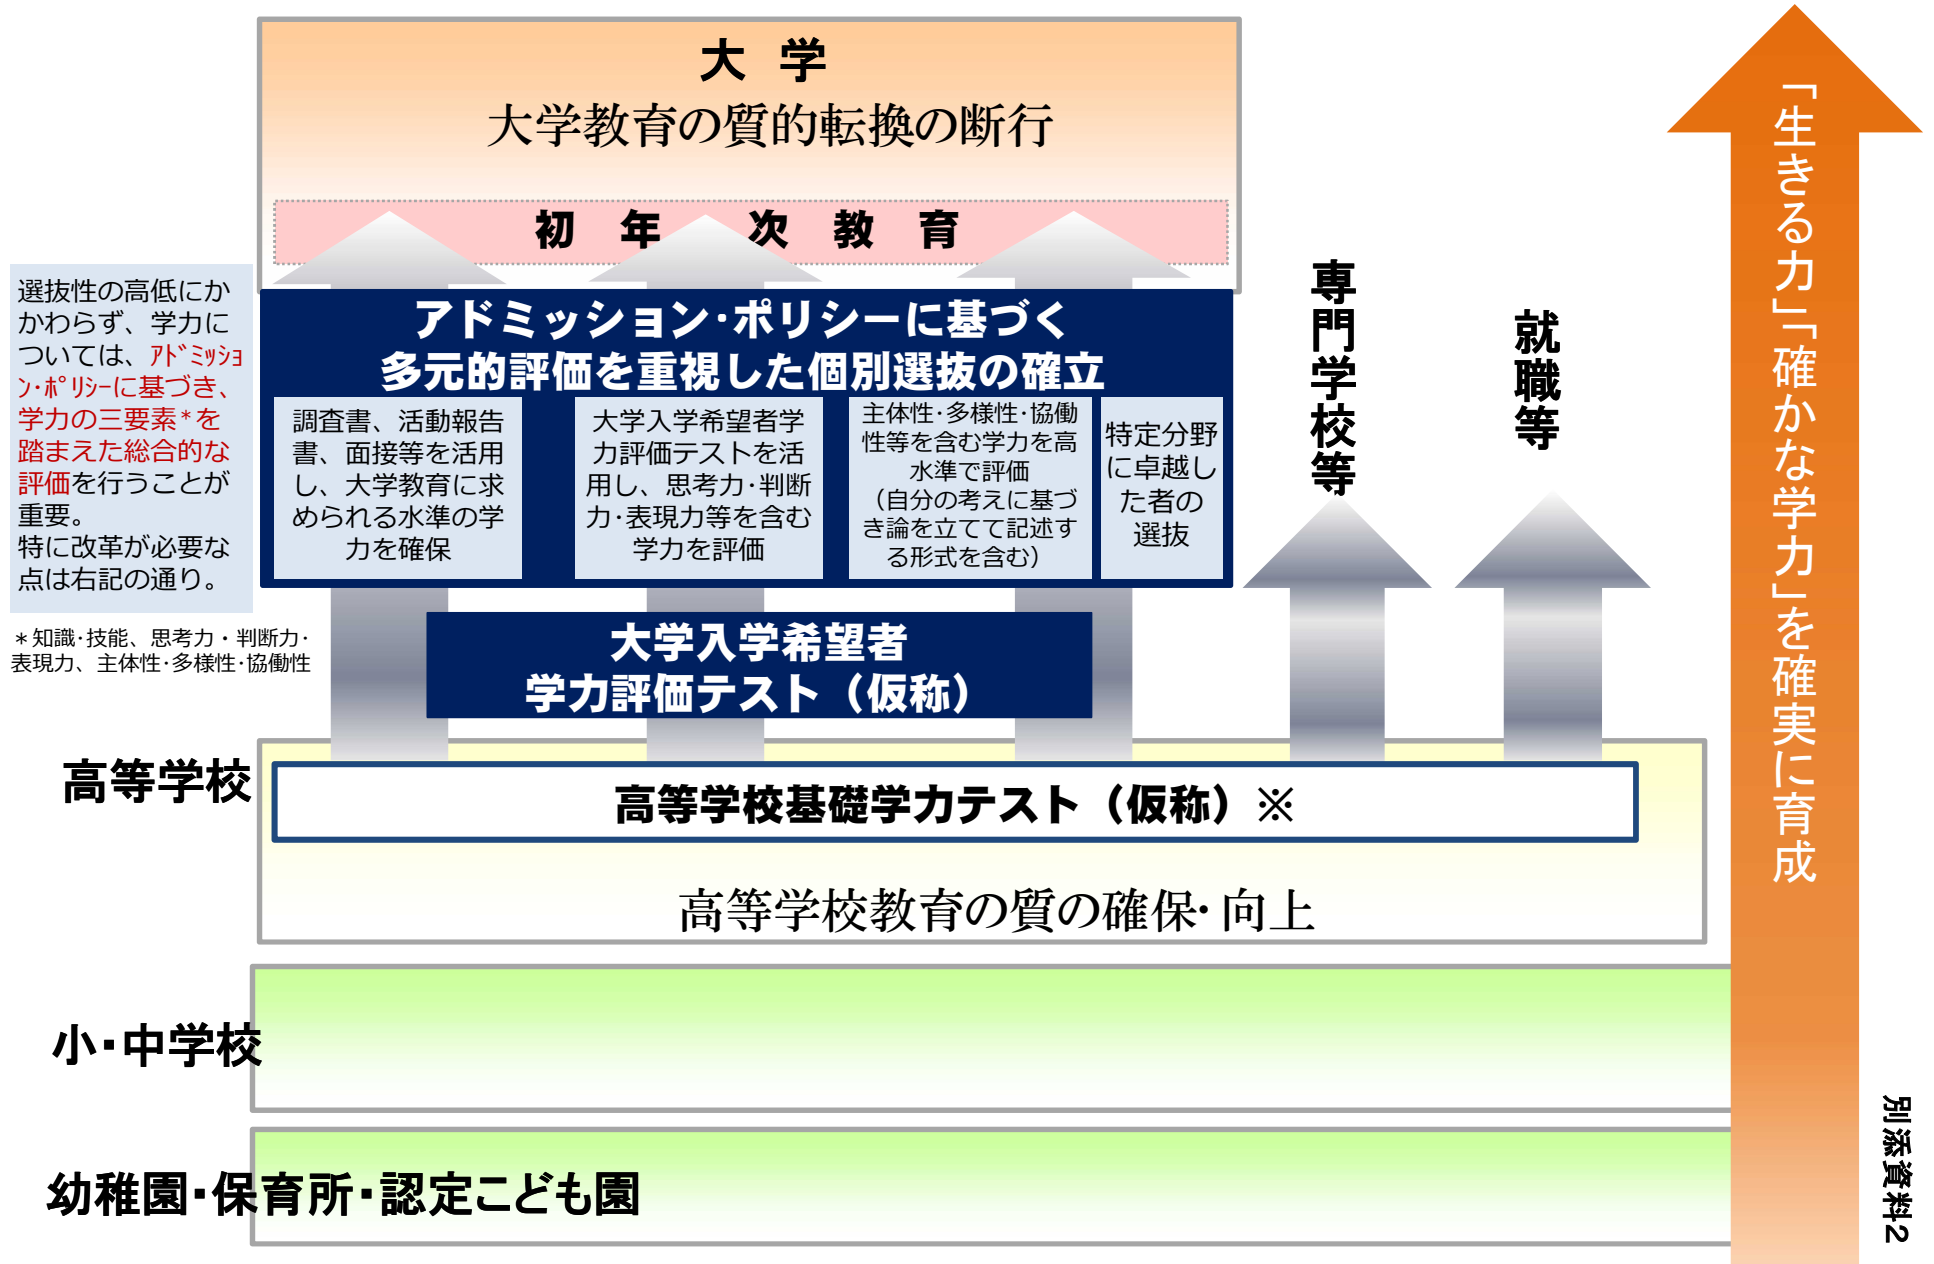 大 学
大学教育の質的転換の断行
初 年 次 教 育
選抜性の高低にか
かわらず、学力に
ついては、ｱﾄﾞﾐｯｼｮ
ﾝ･ﾎﾟﾘｼｰに基づき、
学力の三要素*を
踏まえた総合的な
評価を行うことが
重要。
特に改革が必要な
点は右記の通り。
＊知識･技能、思考力・判断力･
表現力、主体性･多様性･協働性
アドミッション･ポリシーに基づく
多元的評価を重視した個別選抜の確立
調査書、活動報告
書、面接等を活用
し、大学教育に求
められる水準の学
力を確保
大学入学希望者学
力評価テストを活
用し、思考力･判断
力･表現力等を含む
学力を評価
主体性･多様性･協働
性等を含む学力を高
水準で評価
（自分の考えに基づ
き論を立てて記述す
る形式を含む）
特定分野
に卓越し
た者の
選抜
専門学校等
就職等
大学入学希望者
学力評価テスト（仮称）
高等学校
高等学校基礎学力テスト（仮称）※
高等学校教育の質の確保･向上
小・中学校
幼稚園・保育所・認定こども園
「生きる力」「確かな学力」を確実に育成
別添資料2